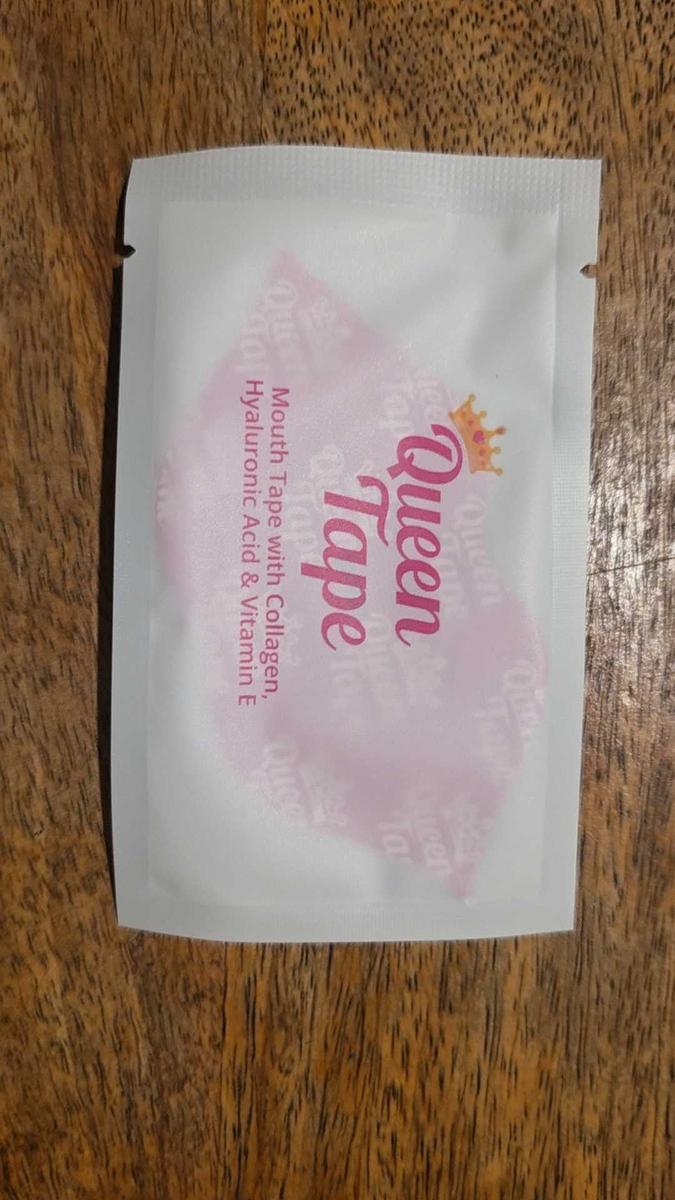 Queen
Tape
Mouth Tape with Collagen,
Hyaluronic Acid & Vitamin E